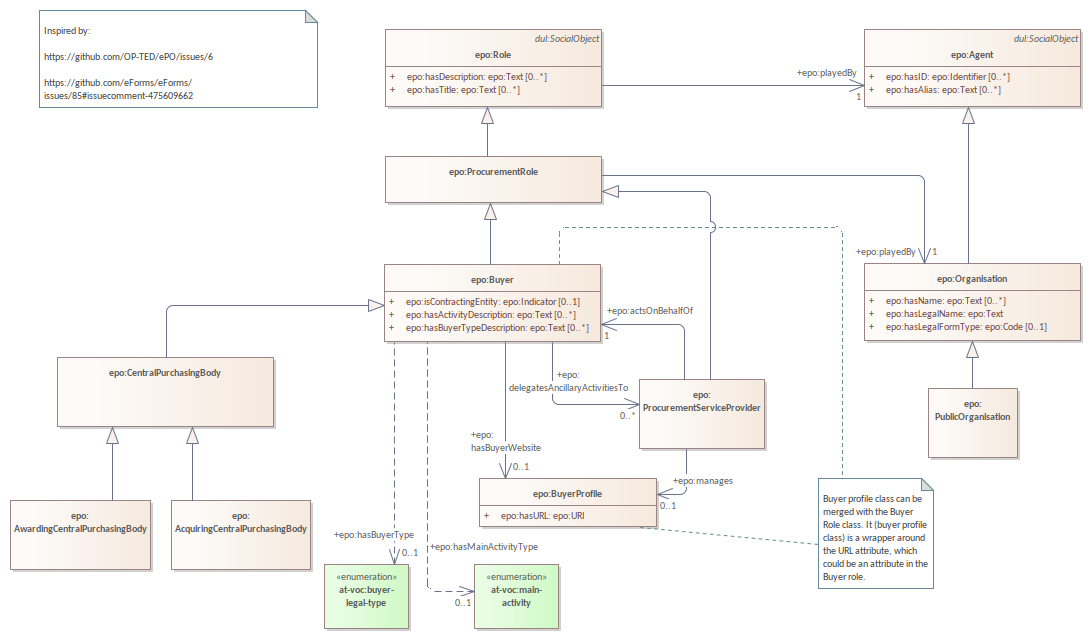 Inspired by:
https://github.com/OP-TED/ePO/issues/6
https://github.com/eForms/eForms/
issues/85#issuecomment-475609662
dul:SocialObject
epo:Role
+ epo:hasDescription: epo:Text [0..*]
+ epo:hasTitle: epo:Text [0..*]
+epo:playedBy
1
dul:SocialObject
epo:Agent
+ epo:hasID: epo:Identifier [0..*]
+ epo:hasAlias: epo:Text [0..*]
epo:ProcurementRole
+epo:playedBy
1
epo:Buyer
+ epo:isContractingEntity: epo:Indicator [0..1]
+ epo:hasActivityDescription: epo:Text [0..*]
+ epo:hasBuyerTypeDescription: epo:Text [0..*]
epo:Organisation
+ epo:hasName: epo:Text [0..*]
+ epo:hasLegalName: epo:Text
+ epo:hasLegalFormType: epo:Code [0..1]
+epo:actsOnBehalfOf
1
epo:CentralPurchasingBody
+epo:
delegatesAncillaryActivitiesTo
0..*
epo:
ProcurementServiceProvider
epo:
PublicOrganisation
+epo:
hasBuyerWebsite
0..1
+epo:manages
0..1
epo:BuyerProfile
+ epo:hasURL: epo:URI
epo:
AwardingCentralPurchasingBody
epo:
AcquiringCentralPurchasingBody
Buyer profile class can be
merged with the Buyer
Role class. It (buyer profile
class) is a wrapper around
the URL attribute, which
could be an attribute in the
Buyer role.
+epo:hasBuyerType
0..1
+epo:hasMainActivityType
0..1
«enumeration»
at-voc:buyer-
legal-type
«enumeration»
at-voc:main-
activity